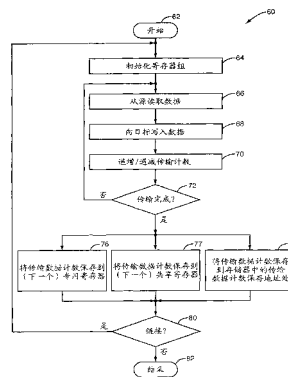 60
62
开始
初始化寄存器组
64
从源读取数据
66
向目标写入数据
68
递增/递减传输计数
70
72
传输完成?
否
是
76
77
将传输数据计数保存到
(下一个)专用寄存器
将传输数据计数保存到
(下一个)共享寄存器
将传输数据计数保存
到存储器中的传输
数据计数保存地址处
是
80
链接?
否
82
结束